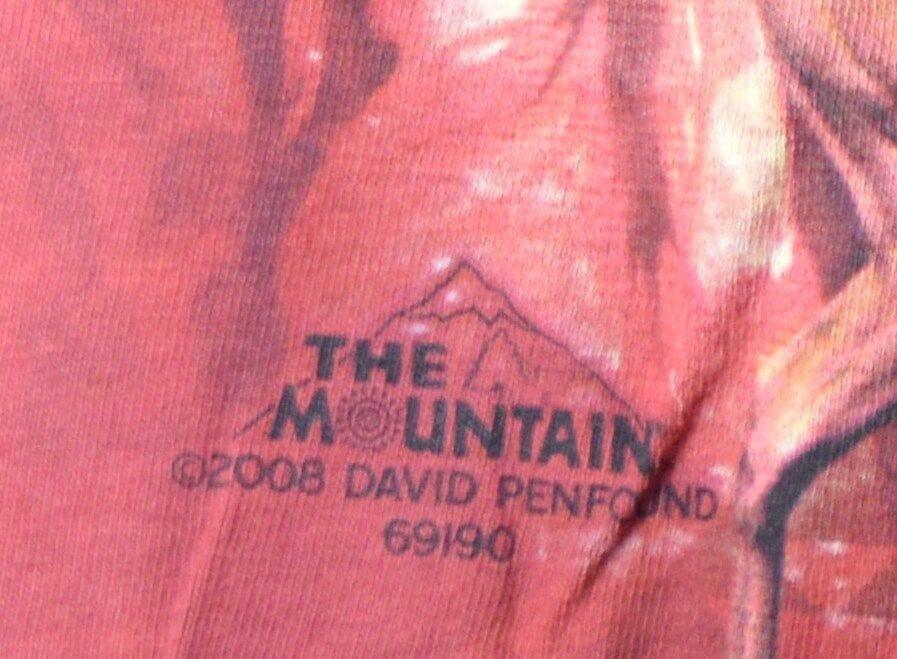 THE
MOUNTAIN
©2008 DAVID PENFOUND
69190